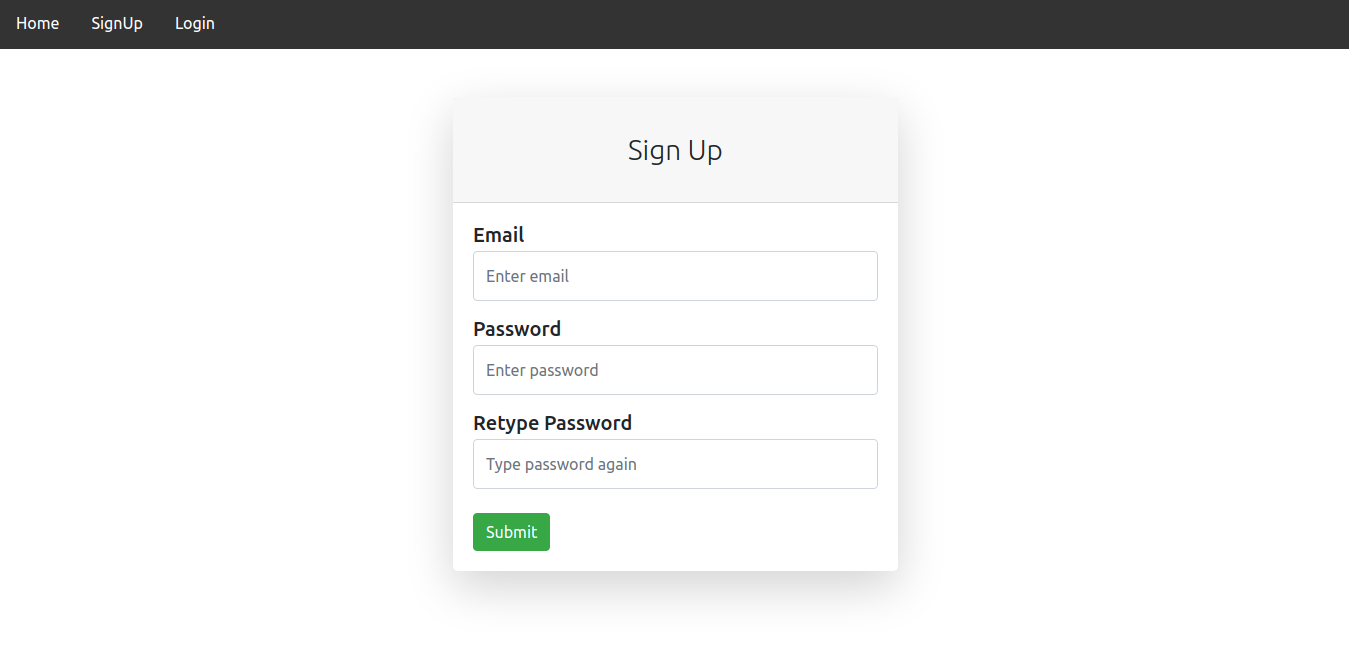 Home SignUp Login
Sign Up
Email
Enter email
Password
Enter password
Retype Password
Type password again
Submit